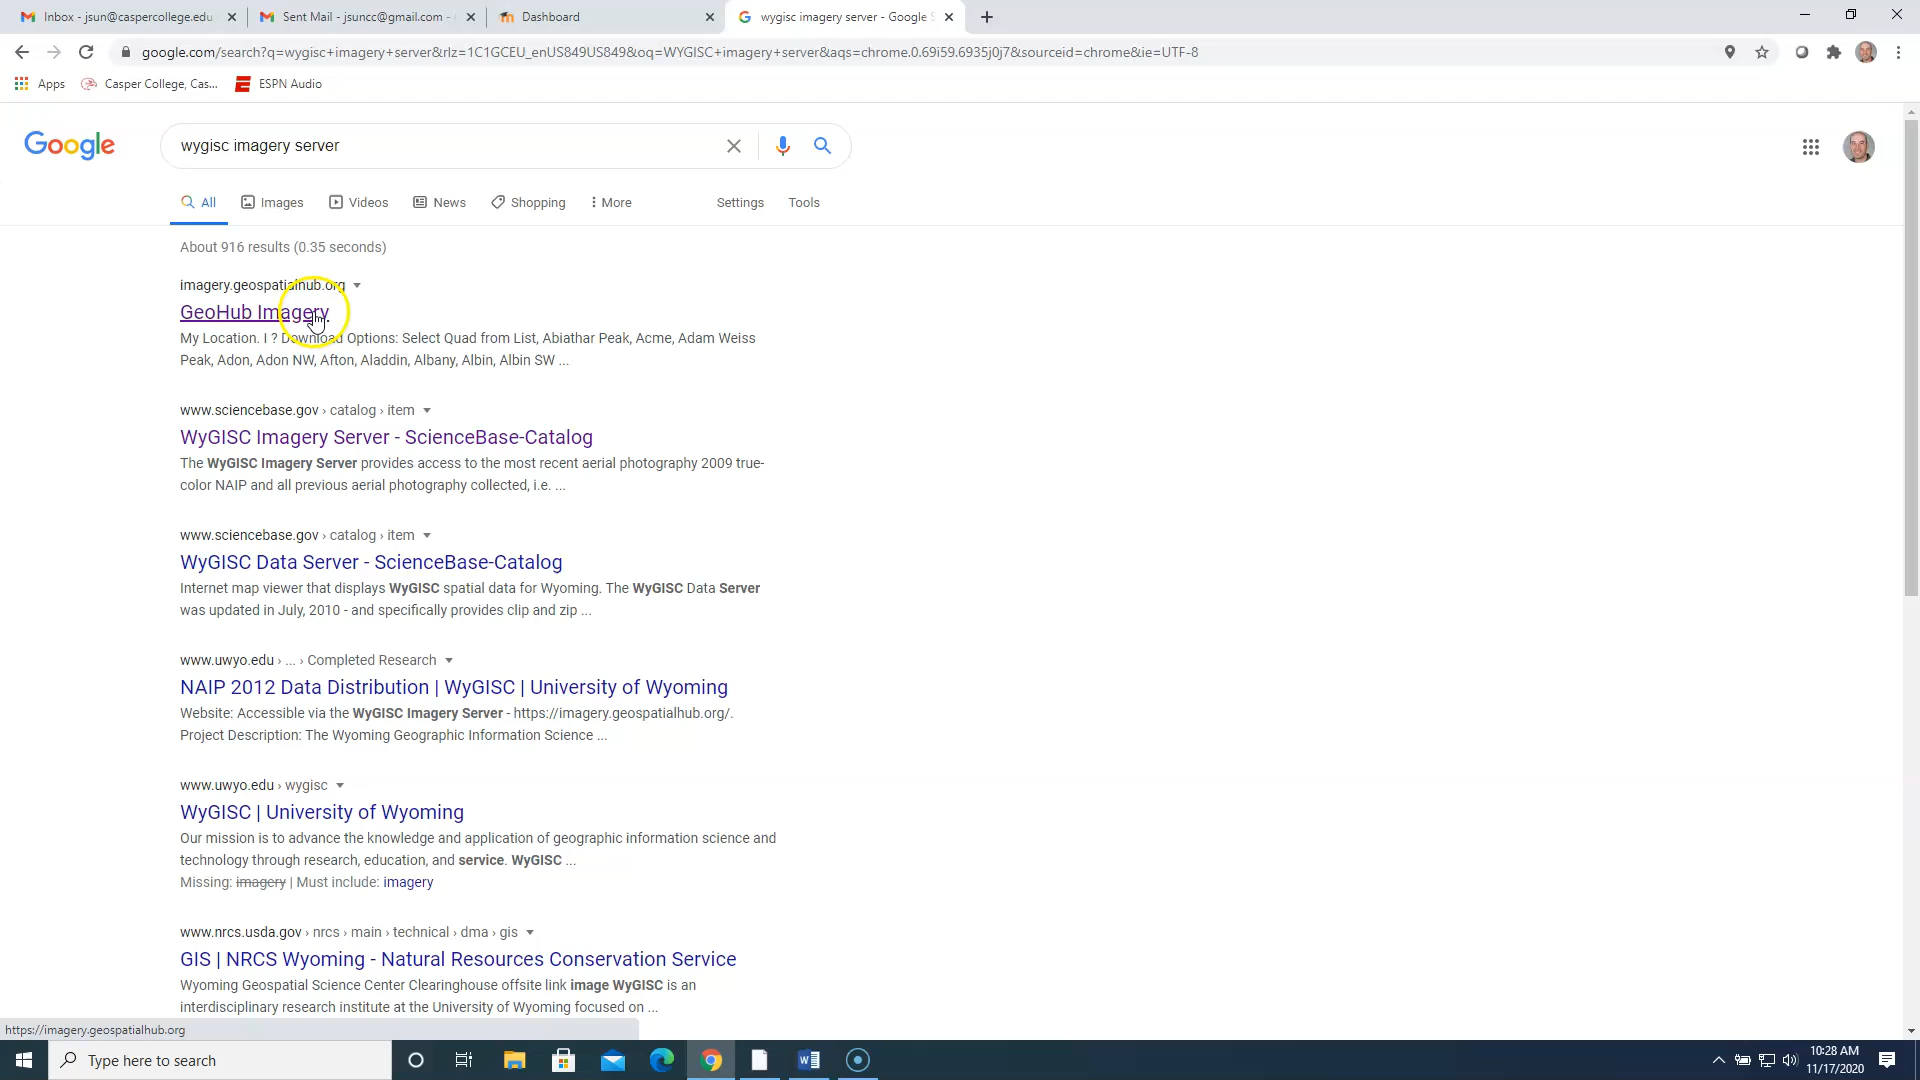 Inbox - jsun@caspercollege.edu
Sent Mail - jsuncc@gmail.com -
Dashboard
wygisc imagery server - Google S
google.com/search?q=wygisc+imagery+server&rlz=1C1GCEU_enUS849US849&oq=WYGISC+imagery+server&aqs=chrome.0.69i59.6935j0j7&sourceid=chrome&ie=UTF-8
Apps
Casper College, Cas...
ESPN Audio
Google
wygisc imagery server
All
Images
Videos
News
Shopping
More
Settings
Tools
About 916 results (0.35 seconds)
imagery.geospatialhub.org
GeoHub Imagery
My Location. I ? Download Options: Select Quad from List, Abiathar Peak, Acme, Adam Weiss
Peak, Adon, Adon NW, Afton, Aladdin, Albany, Albin, Albin SW ...
www.sciencebase.gov › catalog › item
WyGISC Imagery Server - ScienceBase-Catalog
The WyGISC Imagery Server provides access to the most recent aerial photography 2009 true-
color NAIP and all previous aerial photography collected, i.e. ...
www.sciencebase.gov › catalog › item
WyGISC Data Server - ScienceBase-Catalog
Internet map viewer that displays WyGISC spatial data for Wyoming. The WyGISC Data Server
was updated in July, 2010 - and specifically provides clip and zip ...
www.uwyo.edu › ... › Completed Research
NAIP 2012 Data Distribution | WyGISC | University of Wyoming
Website: Accessible via the WyGISC Imagery Server - https://imagery.geospatialhub.org/.
Project Description: The Wyoming Geographic Information Science ...
www.uwyo.edu › wygisc
WyGISC | University of Wyoming
Our mission is to advance the knowledge and application of geographic information science and
technology through research, education, and service. WyGISC ...
Missing: imagery | Must include: imagery
www.nrcs.usda.gov › nrcs › main › technical › dma › gis
GIS | NRCS Wyoming - Natural Resources Conservation Service
Wyoming Geospatial Science Center Clearinghouse offsite link image WyGISC is an
interdisciplinary research institute at the University of Wyoming focused on ...
https://imagery.geospatialhub.org
Type here to search
10:28 AM
11/17/2020